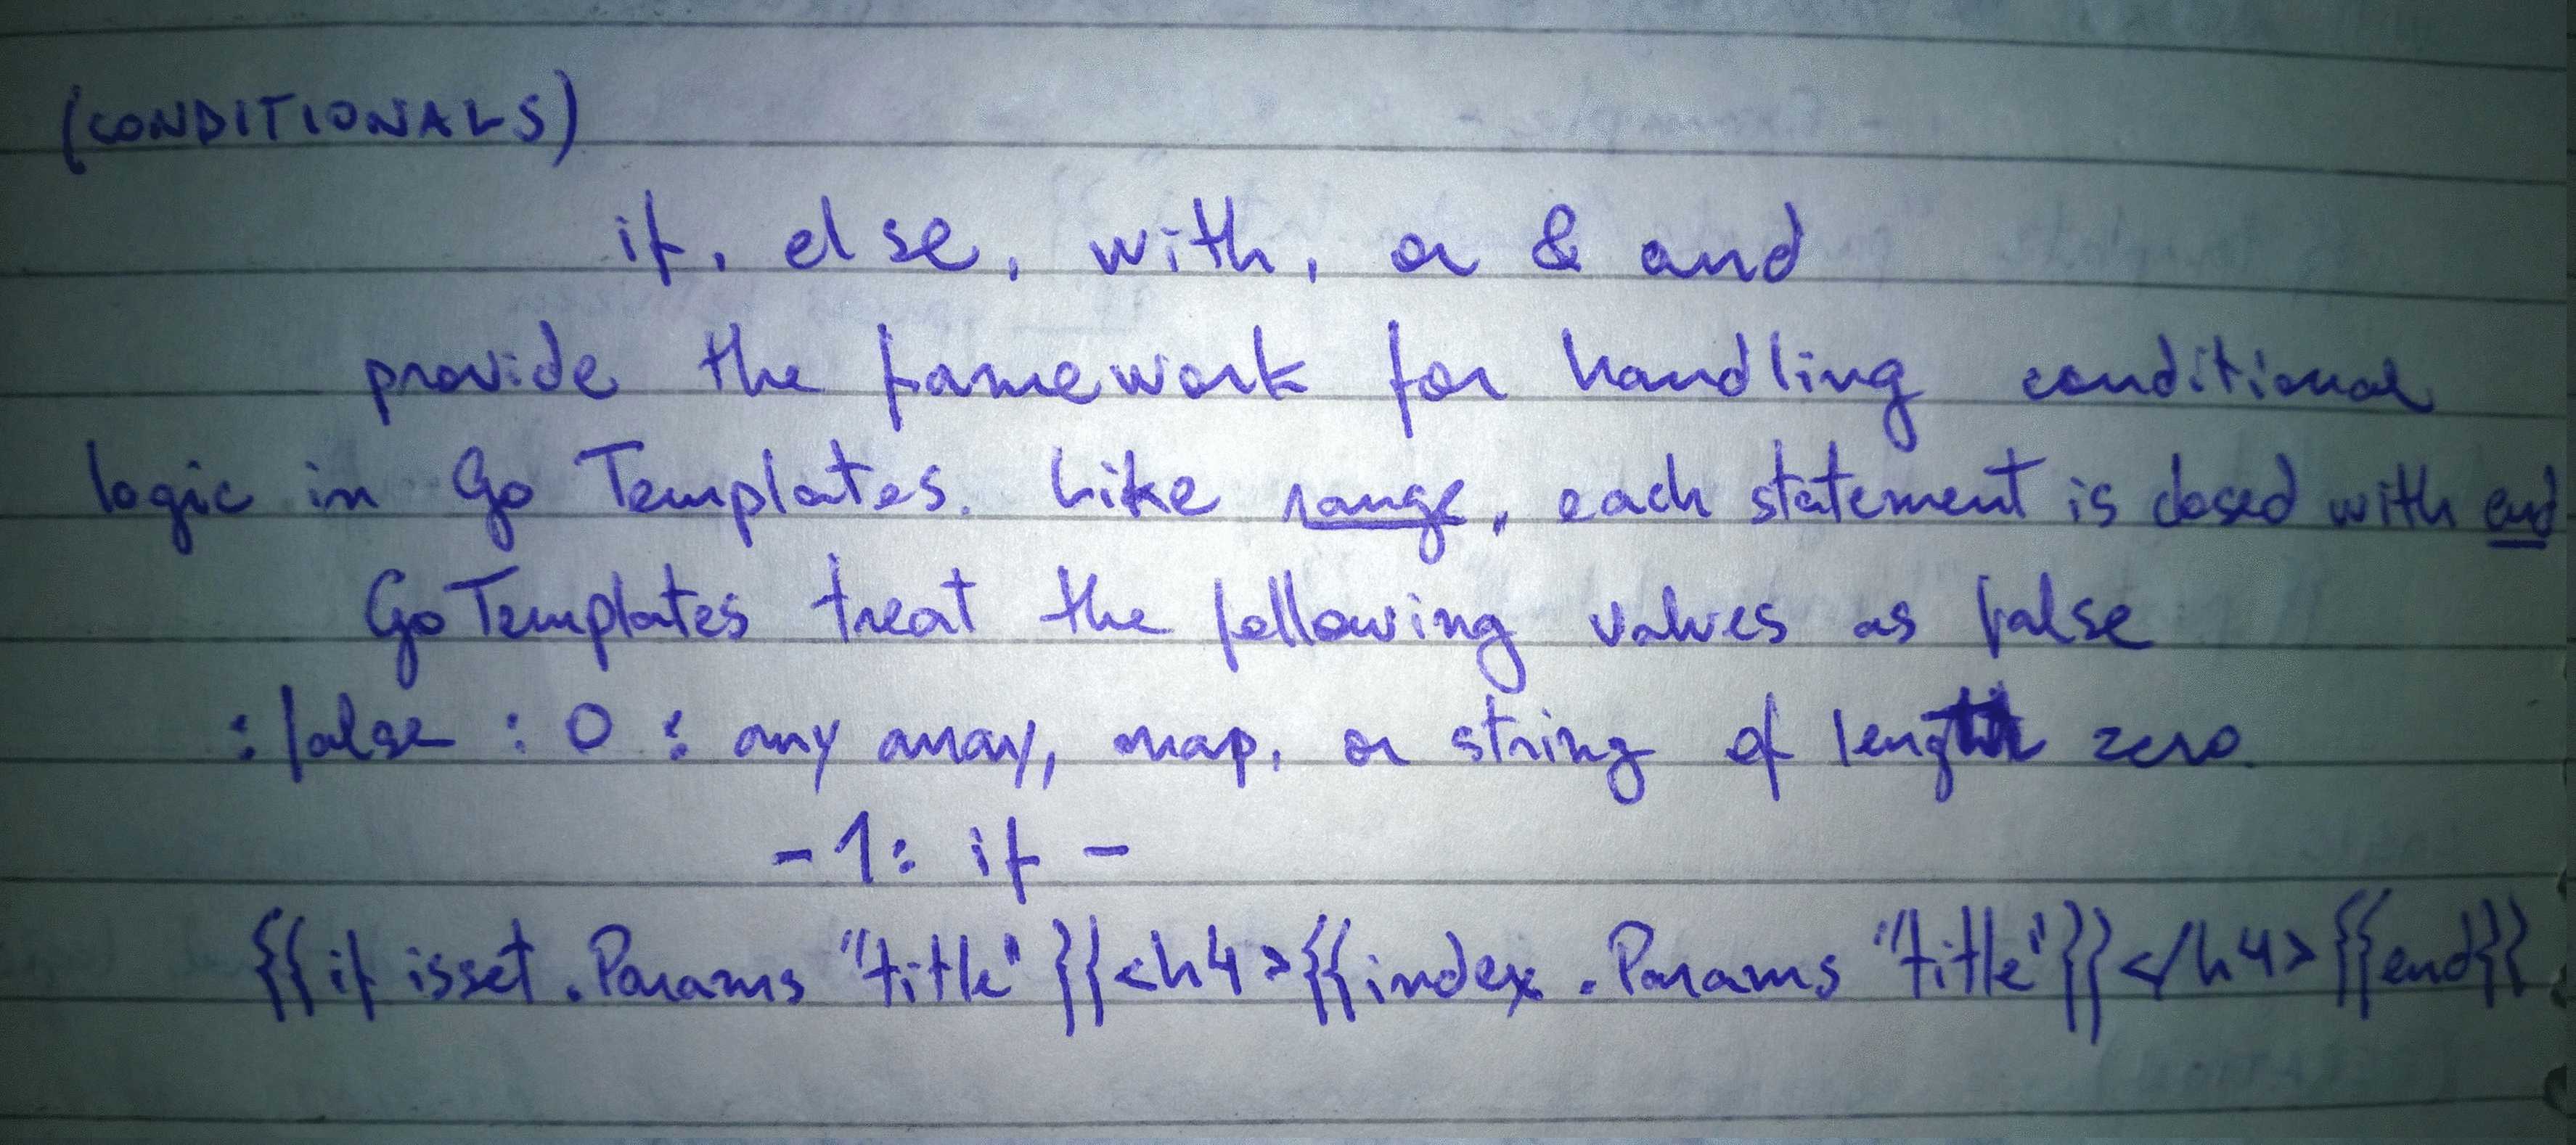 (CONDITIONALS)
if, else, with, or & and
provide the framework for handling conditional
logic in Go Templates. Like range, each statement is closed with end
Go Templates treat the following values as false
: false : 0 : any array, map, or string of length zero
- 1: if -
{{if isset .Params "title" }}<h4>{{index .Params "title"}}</h4>{{end}}